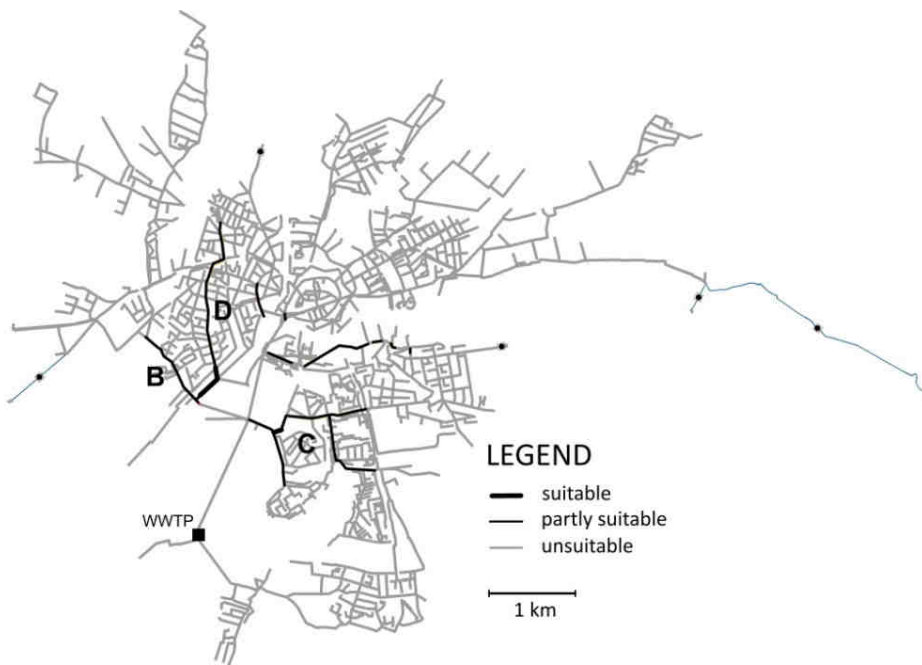 D
B
C
LEGEND
suitable
partly suitable
unsuitable
WWTP
1 km